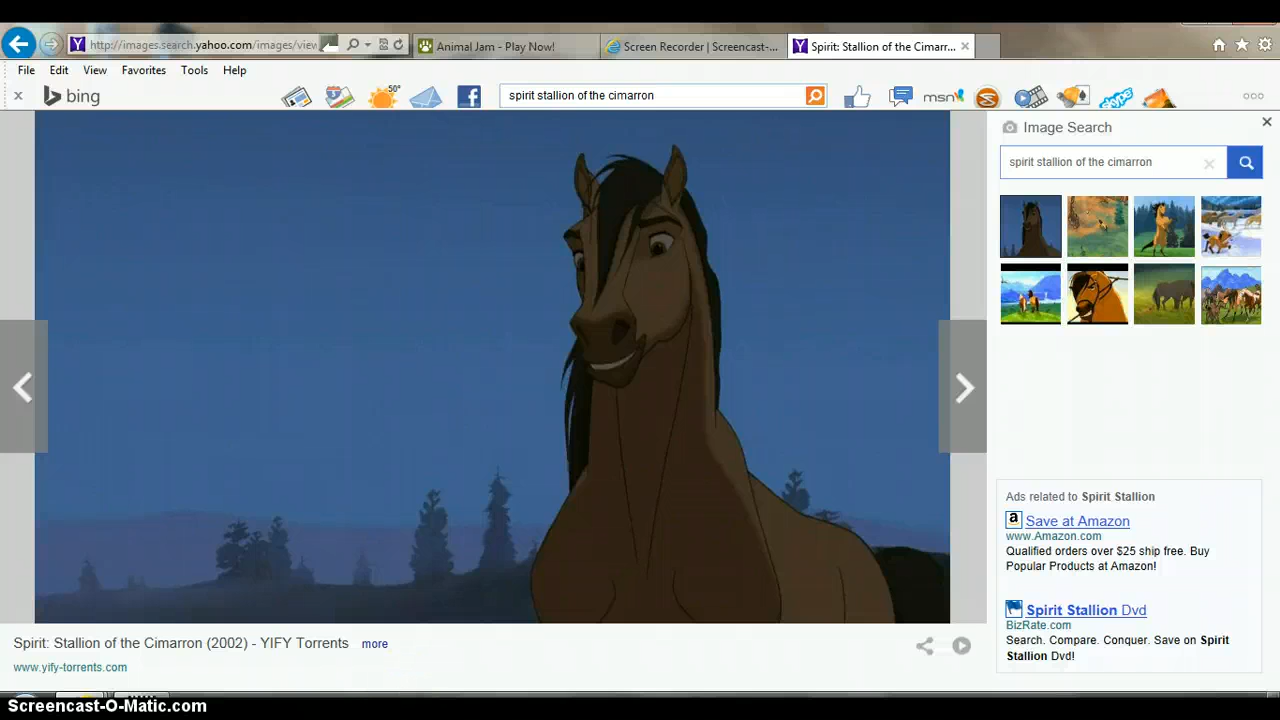 http://images.search.yahoo.com/images/view
Animal Jam - Play Now!
Screen Recorder | Screencast-...
Spirit: Stallion of the Cimarr...
File Edit View Favorites Tools Help
bing
50°
spirit stallion of the cimarron
msn
skype
Image Search
spirit stallion of the cimarron
Ads related to Spirit Stallion
Save at Amazon
www.Amazon.com
Qualified orders over $25 ship free. Buy
Popular Products at Amazon!
Spirit Stallion Dvd
BizRate.com
Search. Compare. Conquer. Save on Spirit
Stallion Dvd!
Spirit: Stallion of the Cimarron (2002) - YIFY Torrents more
www.yify-torrents.com
Screencast-O-Matic.com